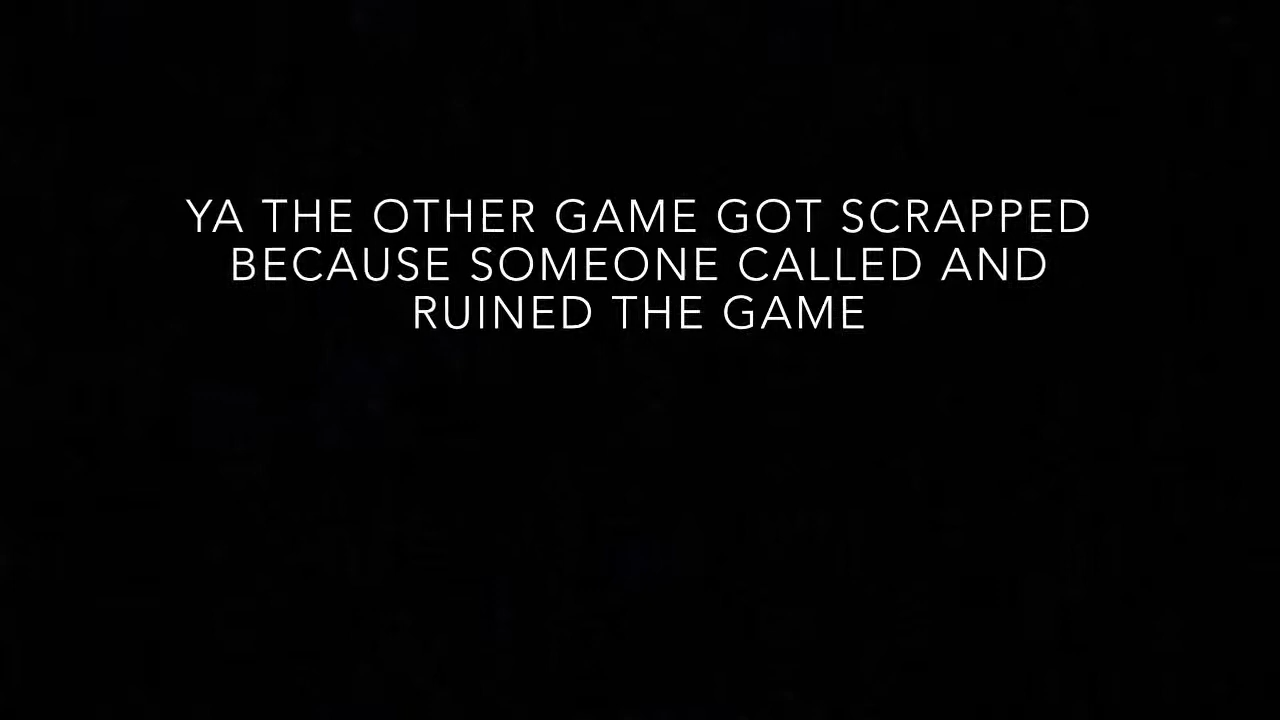 YA THE OTHER GAME GOT SCRAPPED
BECAUSE SOMEONE CALLED AND
RUINED THE GAME